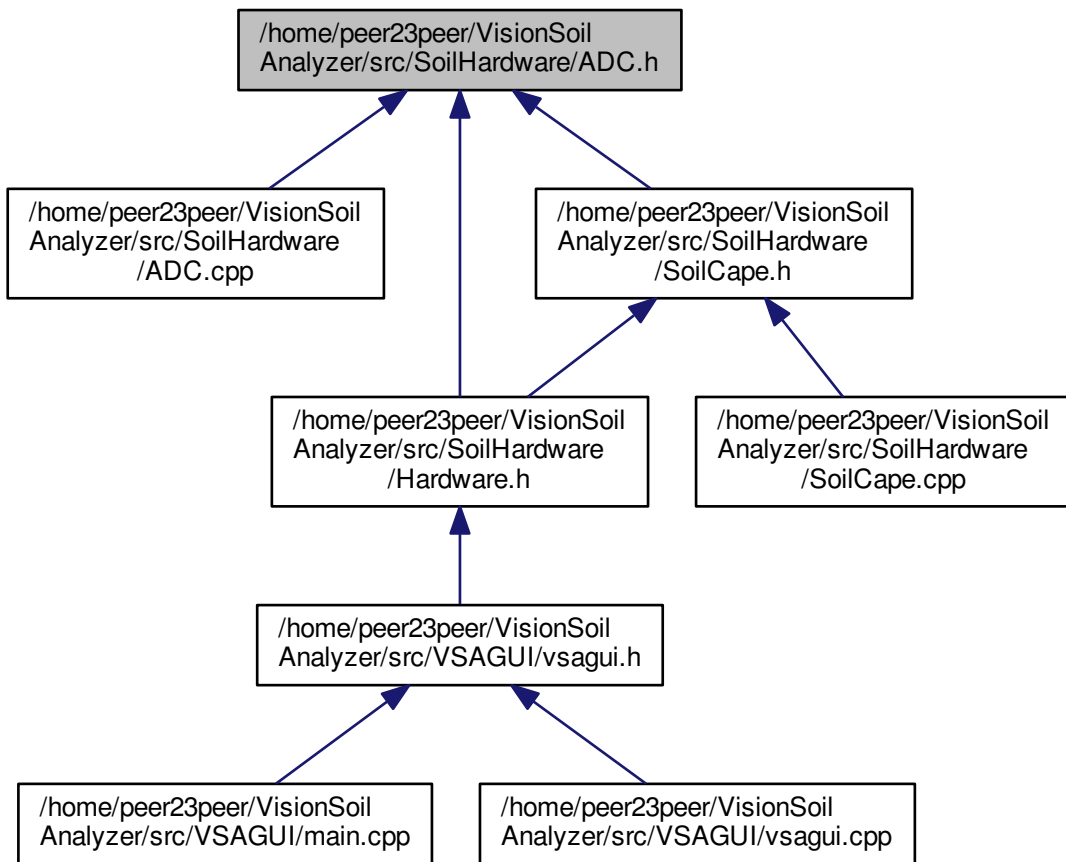 /home/peer23peer/VisionSoil
Analyzer/src/SoilHardware/ADC.h
/home/peer23peer/VisionSoil
Analyzer/src/SoilHardware
/ADC.cpp
/home/peer23peer/VisionSoil
Analyzer/src/SoilHardware
/SoilCape.h
/home/peer23peer/VisionSoil
Analyzer/src/SoilHardware
/Hardware.h
/home/peer23peer/VisionSoil
Analyzer/src/SoilHardware
/SoilCape.cpp
/home/peer23peer/VisionSoil
Analyzer/src/VSAGUI/vsagui.h
/home/peer23peer/VisionSoil
Analyzer/src/VSAGUI/main.cpp
/home/peer23peer/VisionSoil
Analyzer/src/VSAGUI/vsagui.cpp